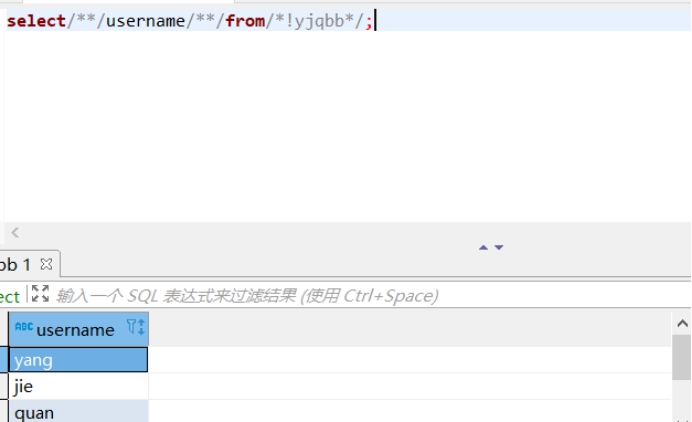 select/**/username/**/from/*!yjqbb*/;
bb 1
ect 输入一个 SQL 表达式来过滤结果 (使用 Ctrl+Space)
ABC username
yang
jie
quan